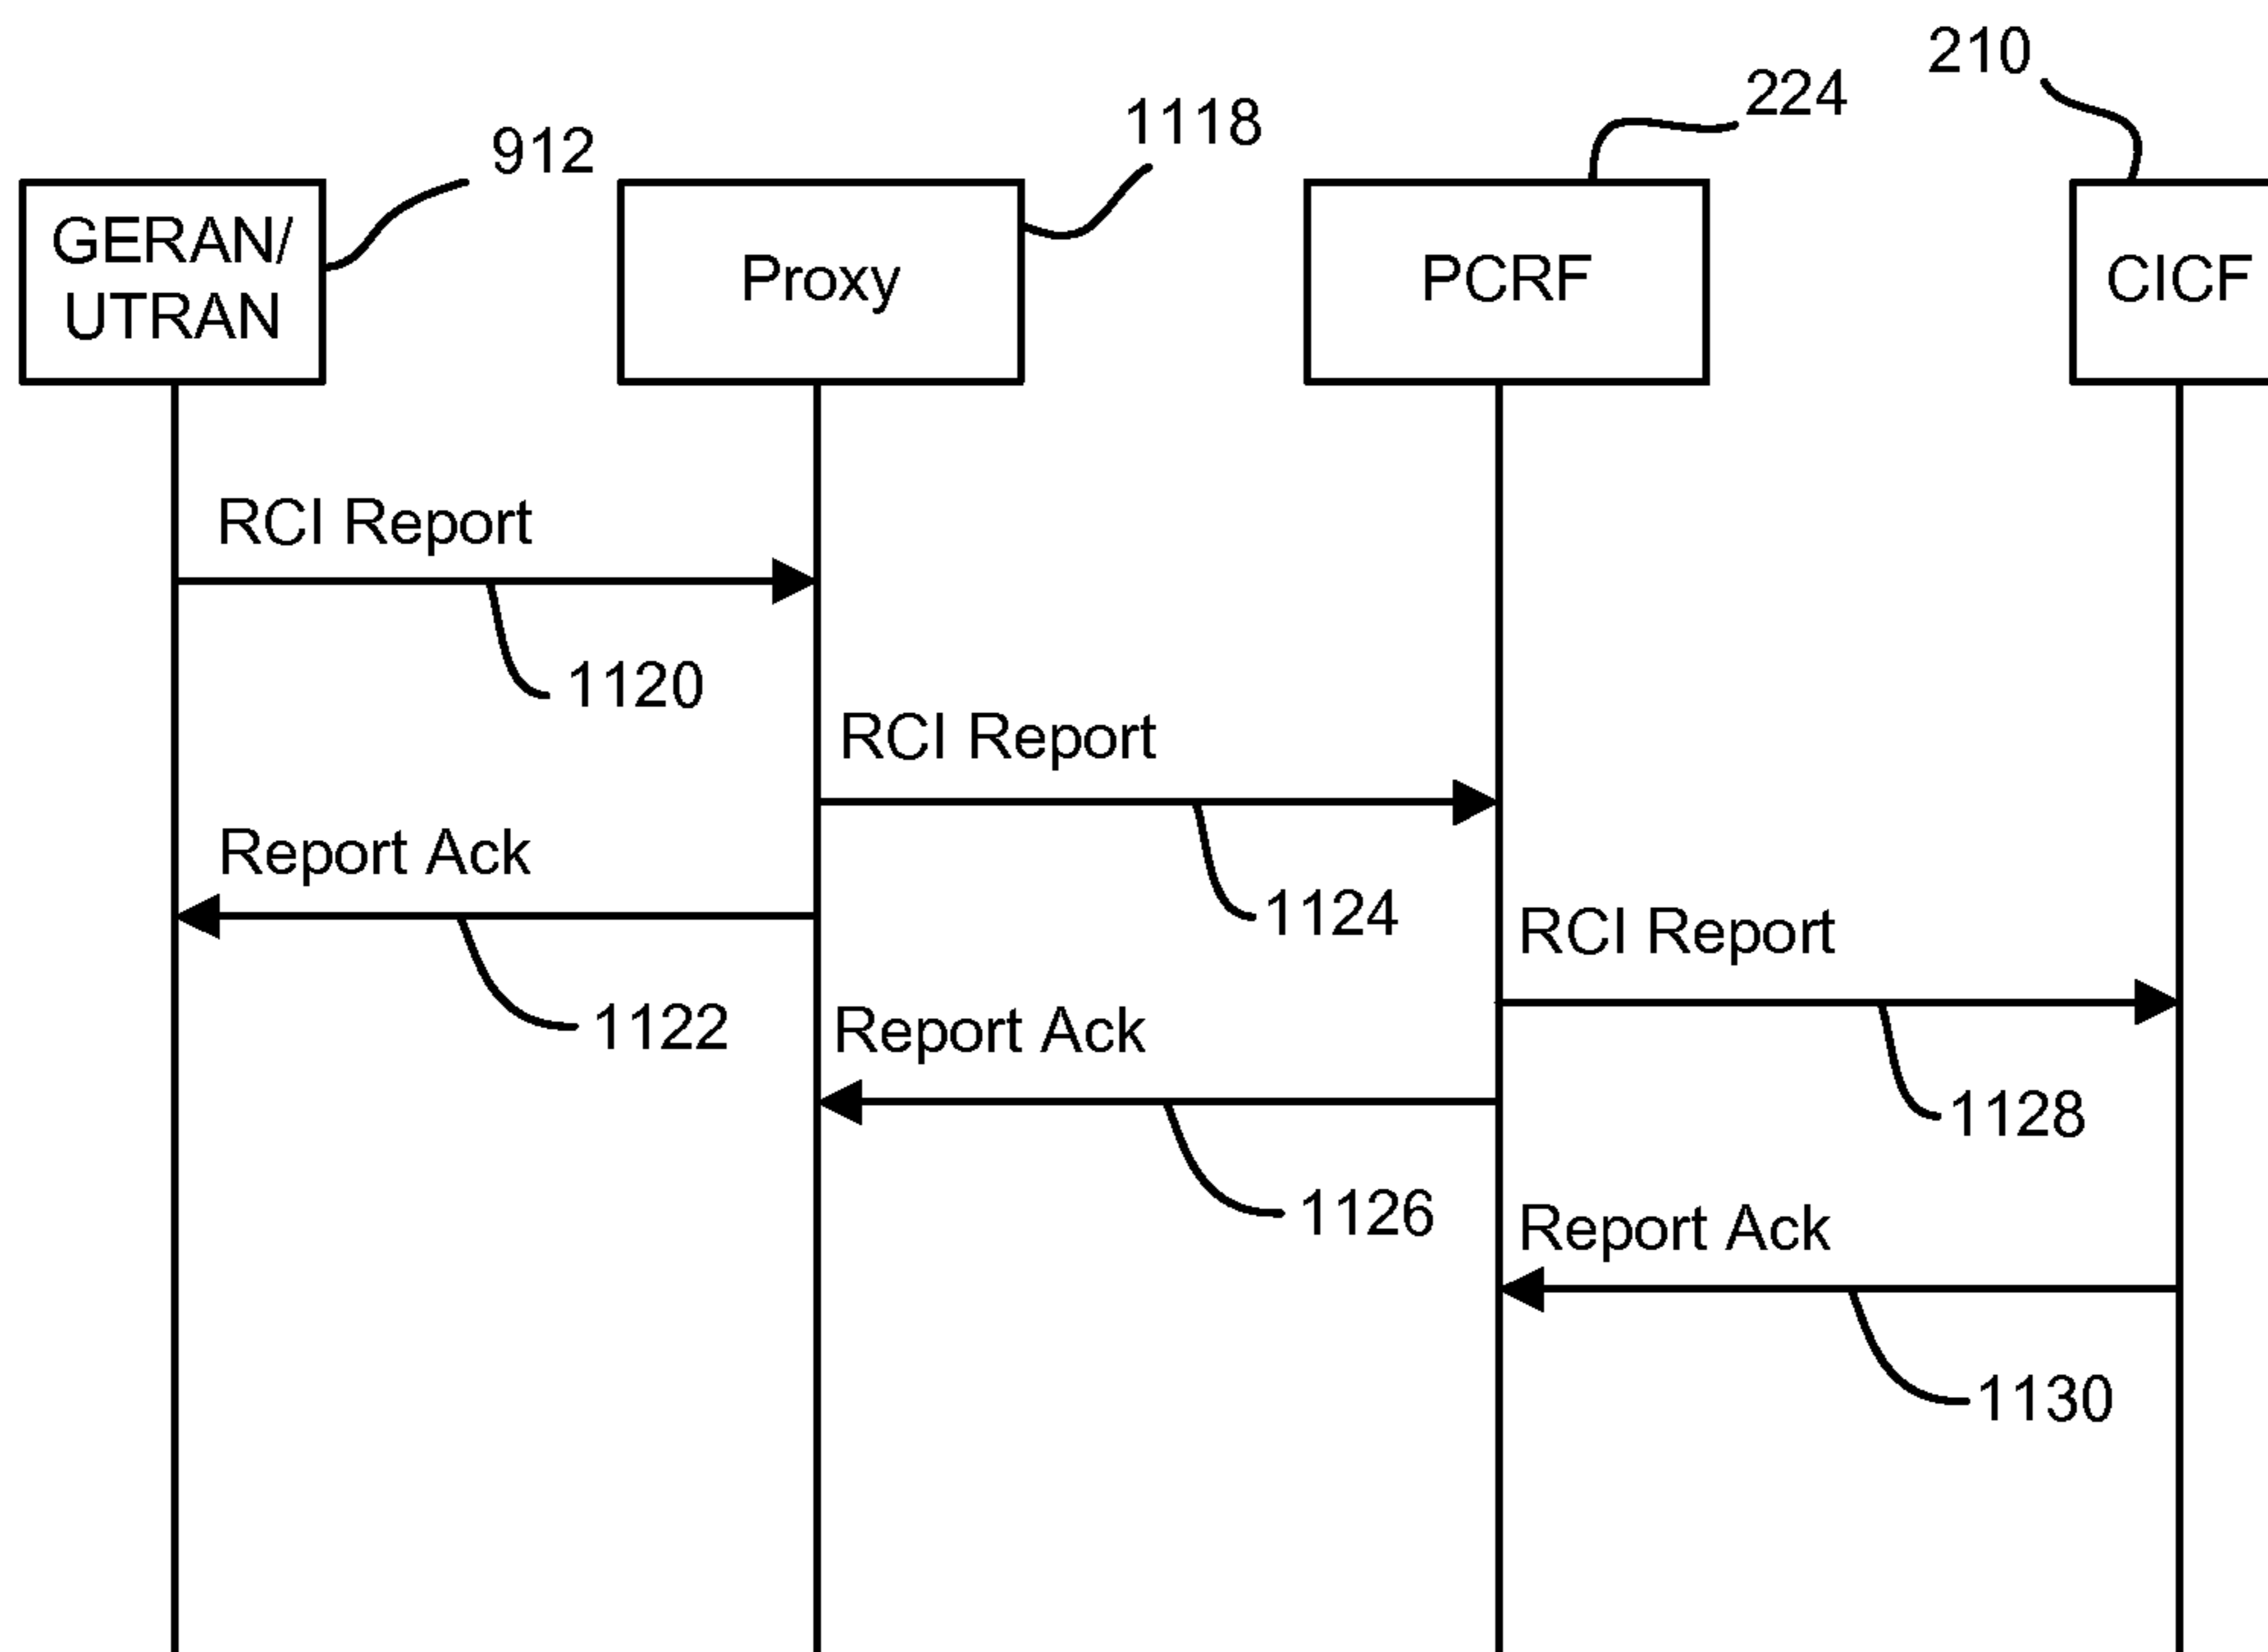 210
224
1118
912
GERAN/
UTRAN
Proxy
PCRF
CICF
RCI Report
1120
RCI Report
Report Ack
1124
RCI Report
1122
Report Ack
1128
1126
Report Ack
1130